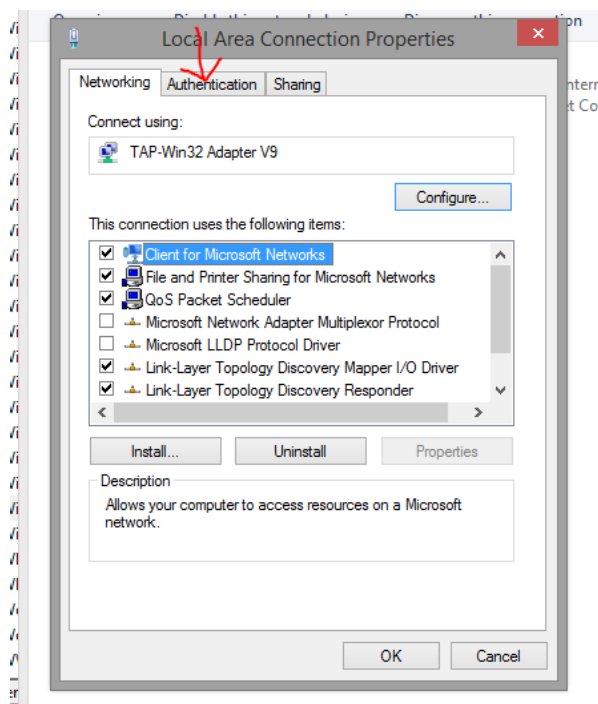 Local Area Connection Properties
Networking
Authentication
Sharing
Connect using:
TAP-Win32 Adapter V9
Configure...
This connection uses the following items:
Client for Microsoft Networks
File and Printer Sharing for Microsoft Networks
QoS Packet Scheduler
Microsoft Network Adapter Multiplexor Protocol
Microsoft LLDP Protocol Driver
Link-Layer Topology Discovery Mapper I/O Driver
Link-Layer Topology Discovery Responder
Install...
Uninstall
Properties
Description
Allows your computer to access resources on a Microsoft
network.
OK
Cancel